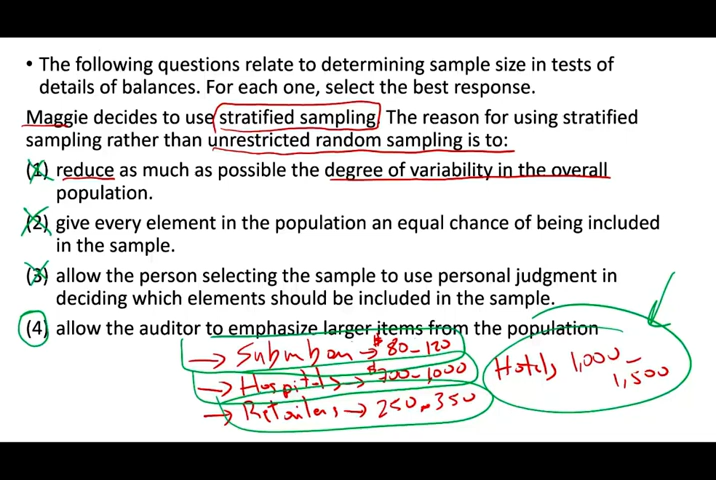 • The following questions relate to determining sample size in tests of
details of balances. For each one, select the best response.
Maggie decides to use stratified sampling. The reason for using stratified
sampling rather than unrestricted random sampling is to:
(1) reduce as much as possible the degree of variability in the overall
population.
(2) give every element in the population an equal chance of being included
in the sample.
(3) allow the person selecting the sample to use personal judgment in
deciding which elements should be included in the sample.
(4) allow the auditor to emphasize larger items from the population
→ Suburban → $80-120
→ Hospitals → $700-1,000
→ Retailers → 250-350
Hotels 1,000-
1,500